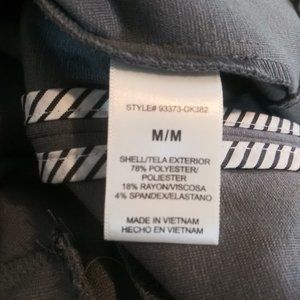 STYLE# 93373-DK382
M/M
SHELL/TELA EXTERIOR
78% POLYESTER/
POLIESTER
18% RAYON/VISCOSA
4% SPANDEX/ELASTANO
MADE IN VIETNAM
HECHO EN VIETNAM